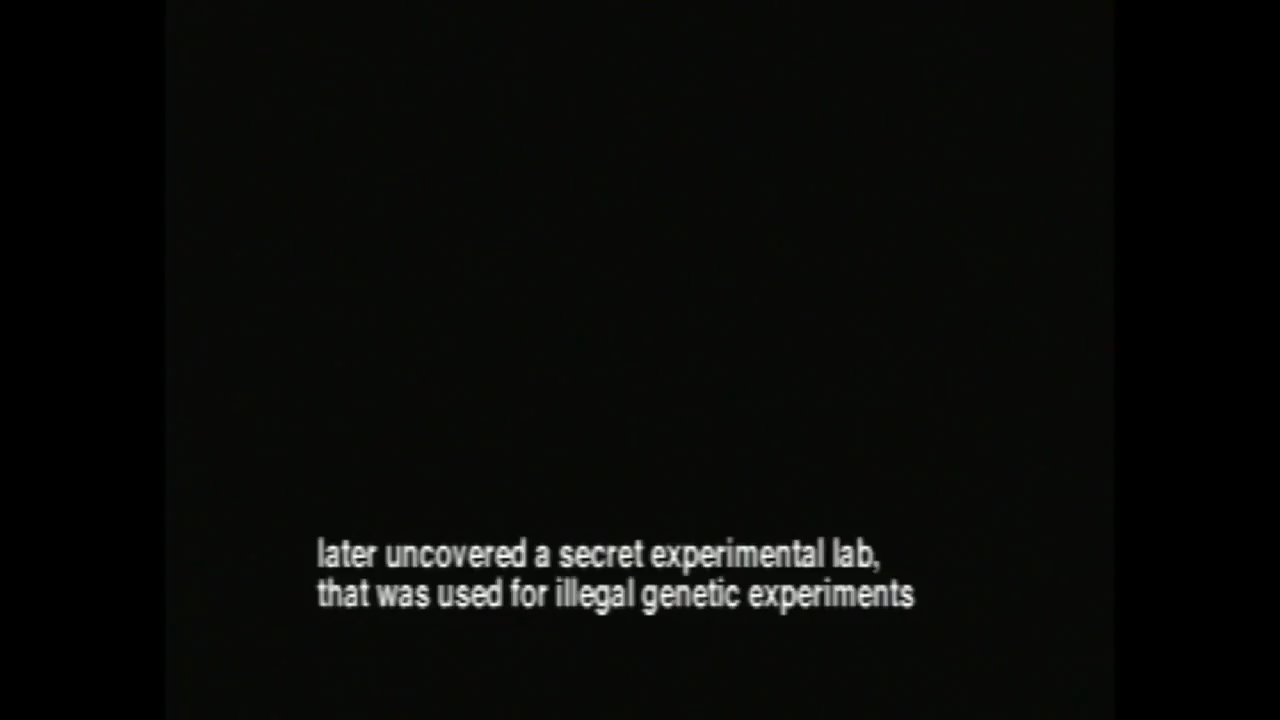 later uncovered a secret experimental lab,
that was used for illegal genetic experiments